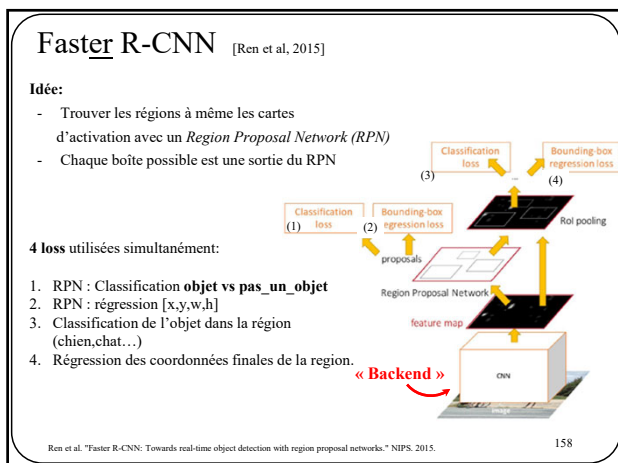 Faster R-CNN [Ren et al, 2015]
Idée:
- Trouver les régions à même les cartes
d'activation avec un Region Proposal Network (RPN)
- Chaque boîte possible est une sortie du RPN
4 loss utilisées simultanément:
1. RPN : Classification objet vs pas_un_objet
2. RPN : régression [x,y,w,h]
3. Classification de l'objet dans la région
(chien,chat…)
4. Régression des coordonnées finales de la region.
Classification
loss
(3)
Bounding-box
regression loss
(4)
RoI pooling
Classification
loss
(1)
Bounding-box
regression loss
(2)
proposals
Region Proposal Network
feature map
« Backend »
CNN
image
Ren et al. "Faster R-CNN: Towards real-time object detection with region proposal networks." NIPS. 2015.
158